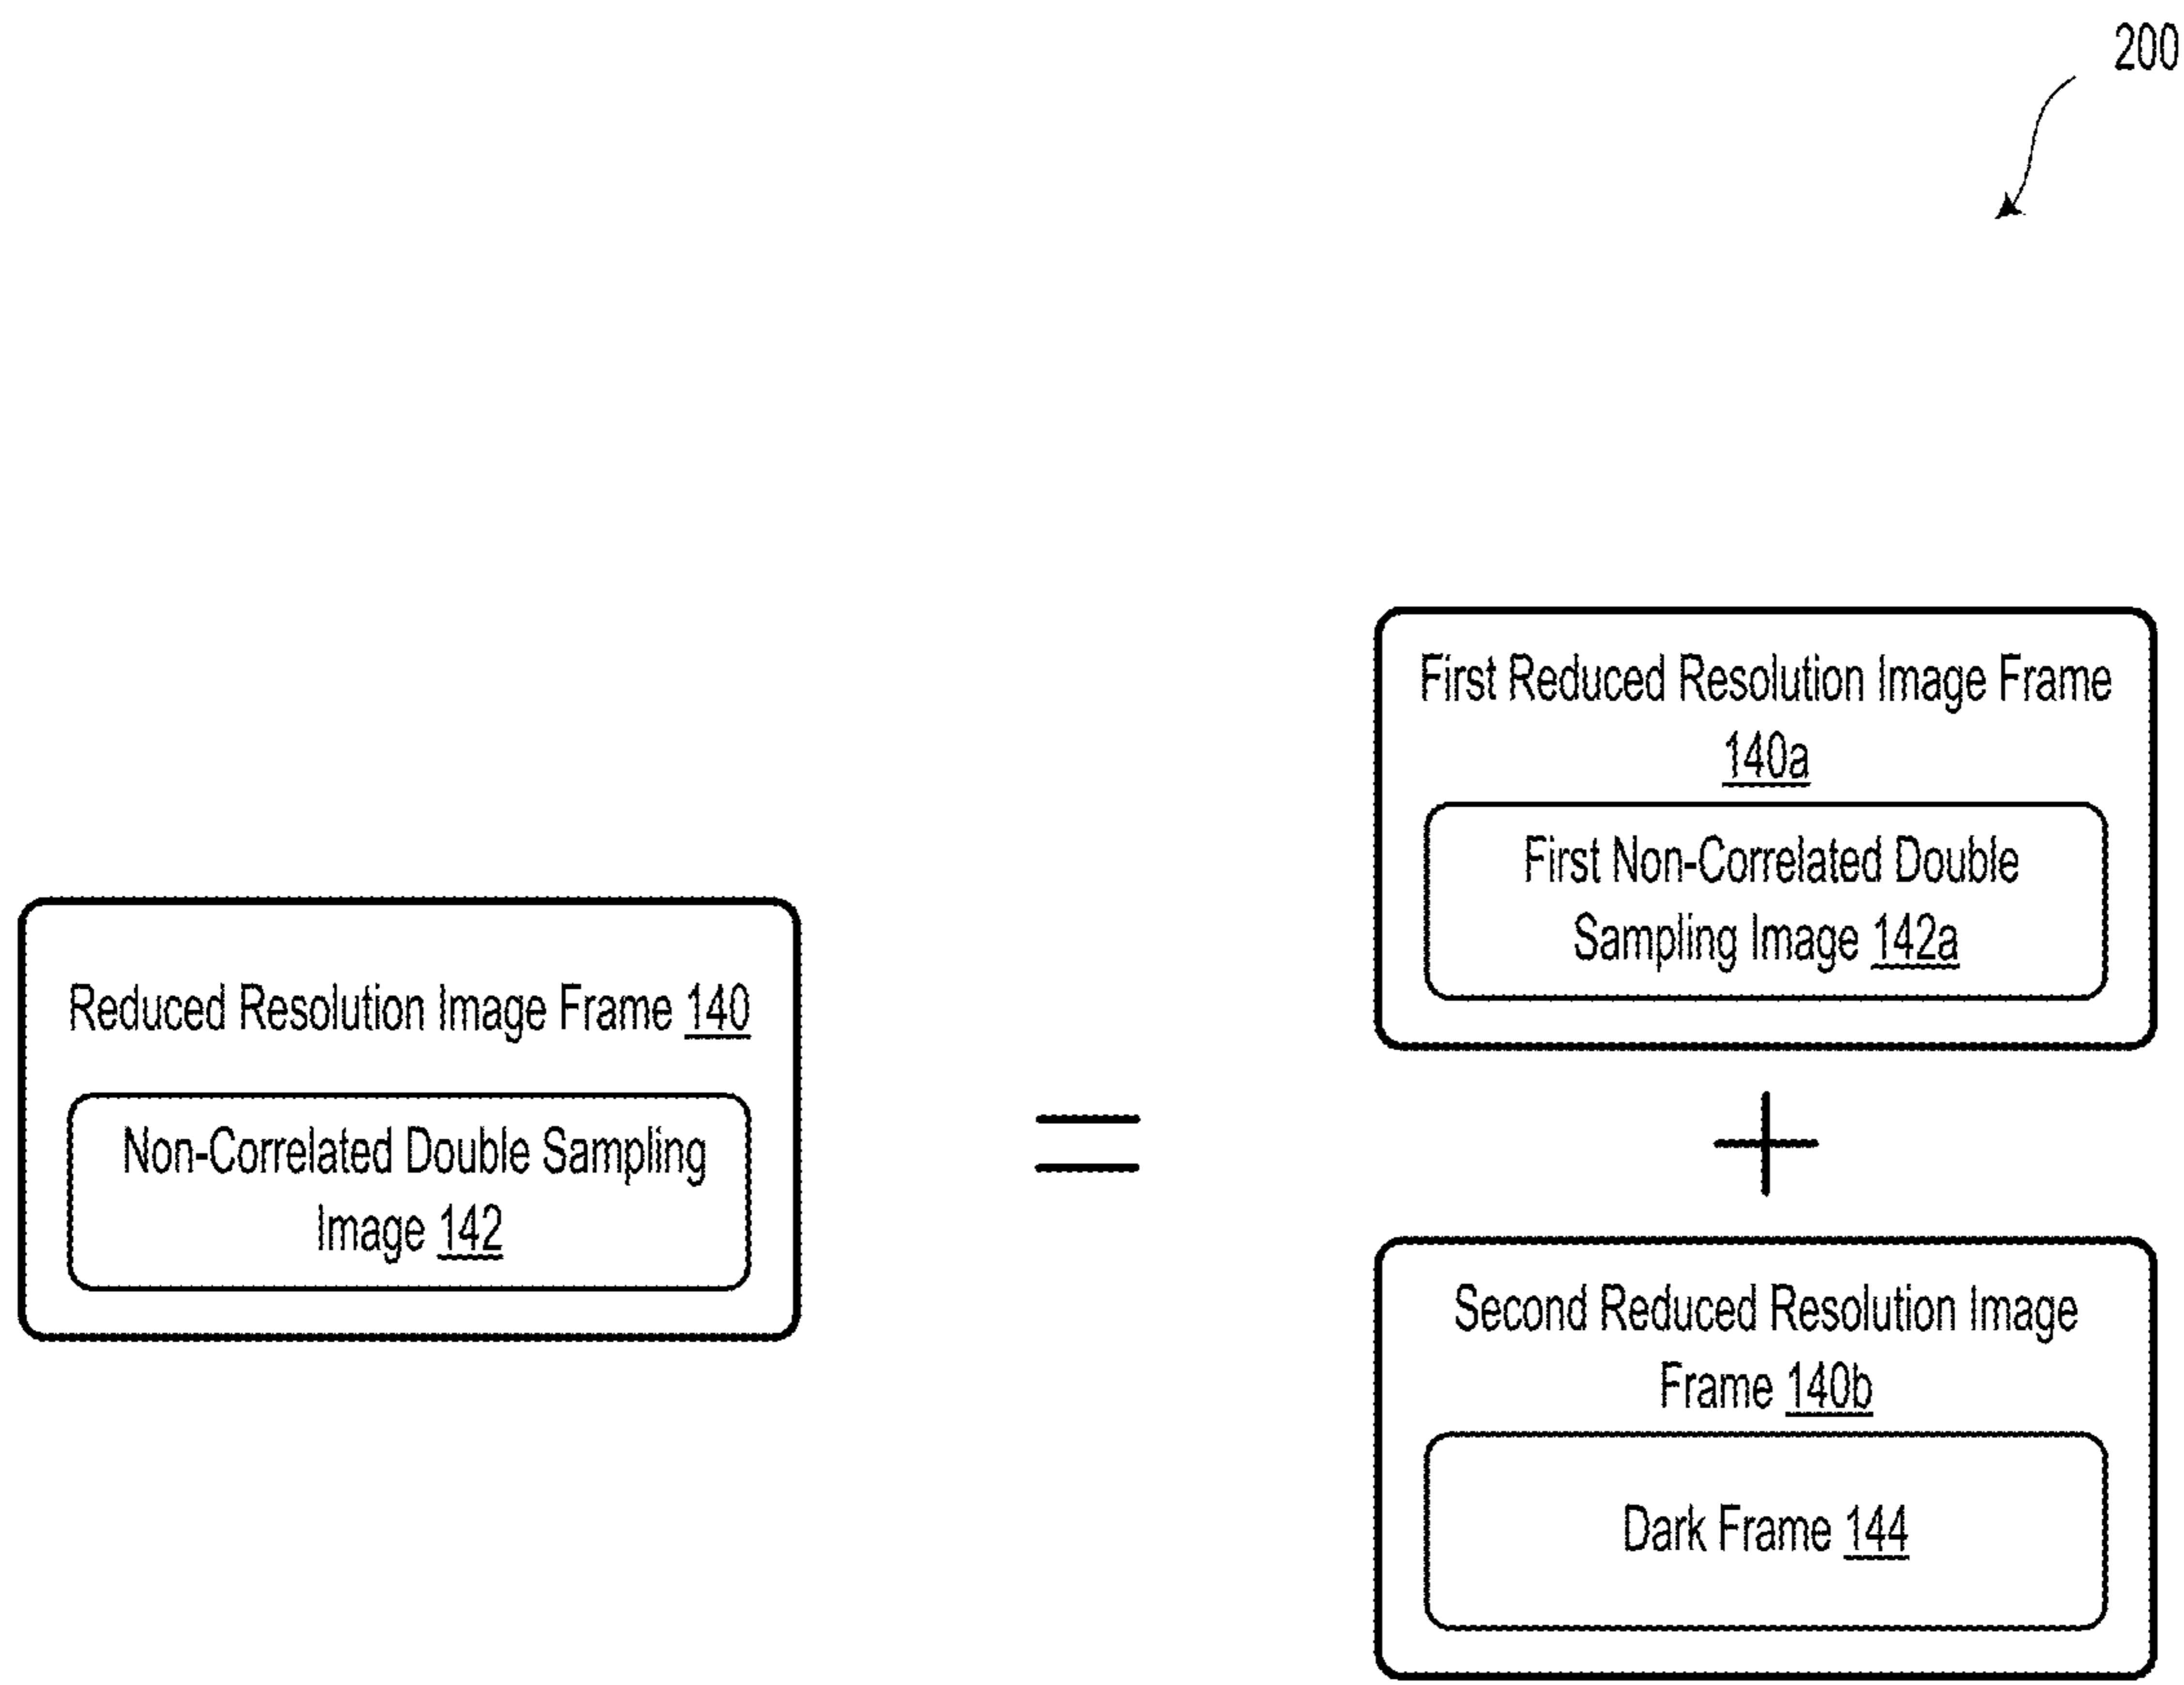 200
First Reduced Resolution Image Frame
140a
First Non-Correlated Double
Sampling Image 142a
Reduced Resolution Image Frame 140
Non-Correlated Double Sampling
Image 142
=
+
Second Reduced Resolution Image
Frame 140b
Dark Frame 144